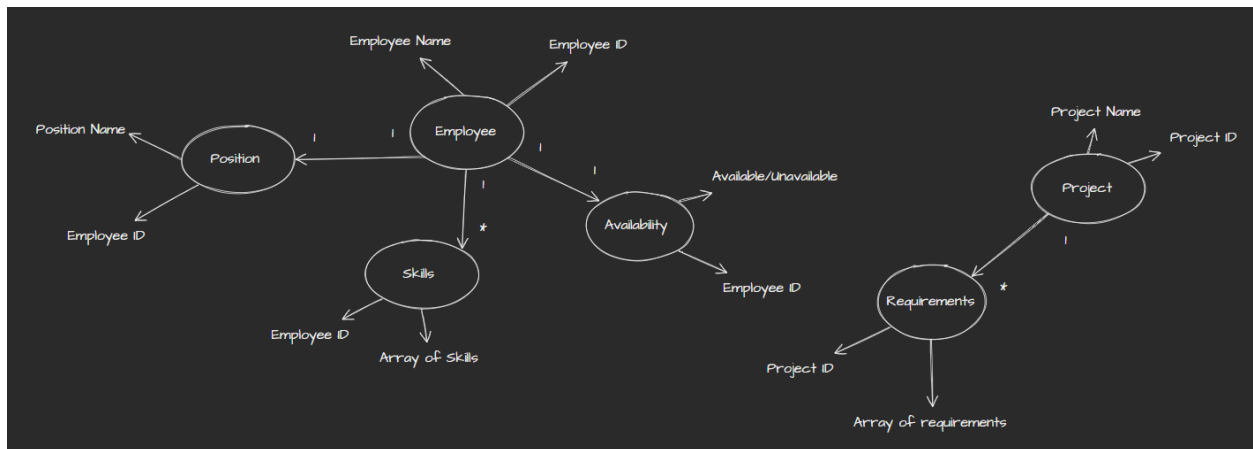 Employee Name
Employee ID
Position Name
1
1
Employee
1
Project Name
Project ID
Position
1
1
Available/Unavailable
Project
Employee ID
*
Availability
1
Skills
Employee ID
Requirements
*
Employee ID
Array of Skills
Project ID
Array of requirements